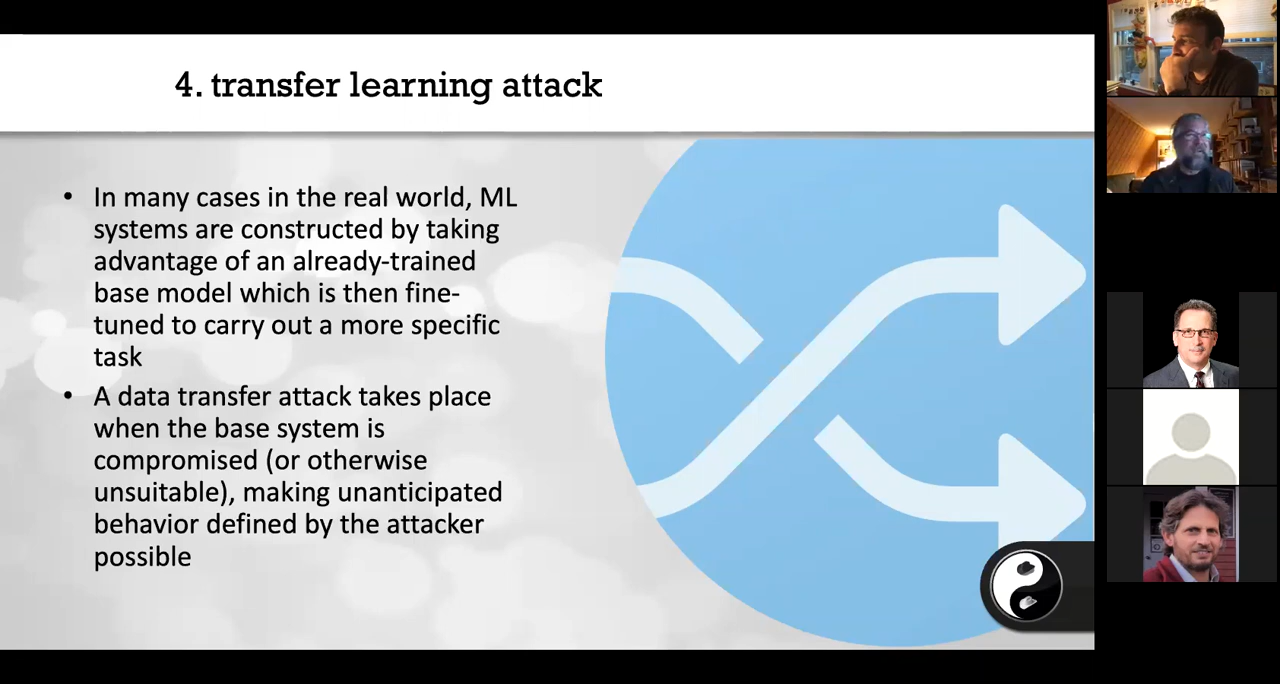 4. transfer learning attack
• In many cases in the real world, ML
systems are constructed by taking
advantage of an already-trained
base model which is then fine-
tuned to carry out a more specific
task
• A data transfer attack takes place
when the base system is
compromised (or otherwise
unsuitable), making unanticipated
behavior defined by the attacker
possible